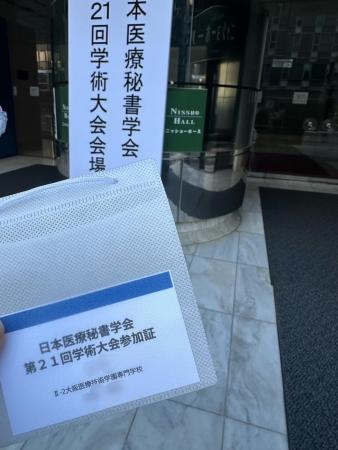 本医療秘書学会
21回学術大会会場
NISSHO
HALL
ニッショーホール
日本医療秘書学会
第２１回学術大会参加証
Ⅱ-2大阪医療技術学園専門学校